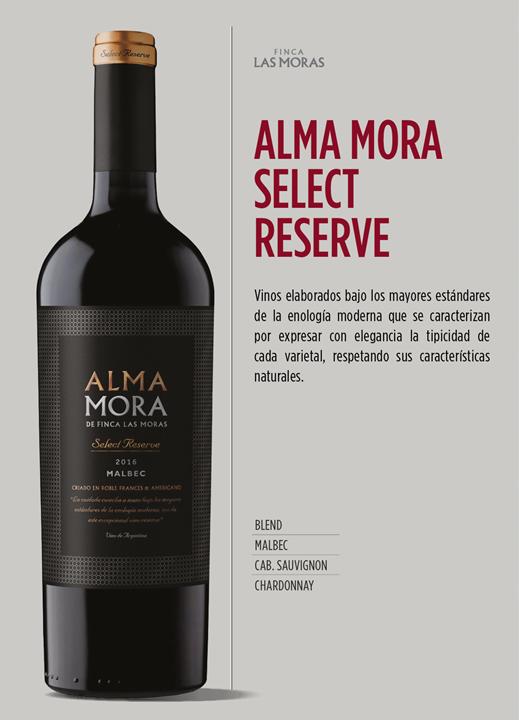 Select Reserve
ALMA
MORA
DE FINCA LAS MORAS
Select Reserve
2016
MALBEC
CRIADO EN ROBLE FRANCES & AMERICANO
Vino de Argentina
FINCA
LAS MORAS
ALMA MORA
SELECT
RESERVE
Vinos elaborados bajo los mayores estándares
de la enología moderna que se caracterizan
por expresar con elegancia la tipicidad de
cada varietal, respetando sus características
naturales.
BLEND
MALBEC
CAB. SAUVIGNON
CHARDONNAY